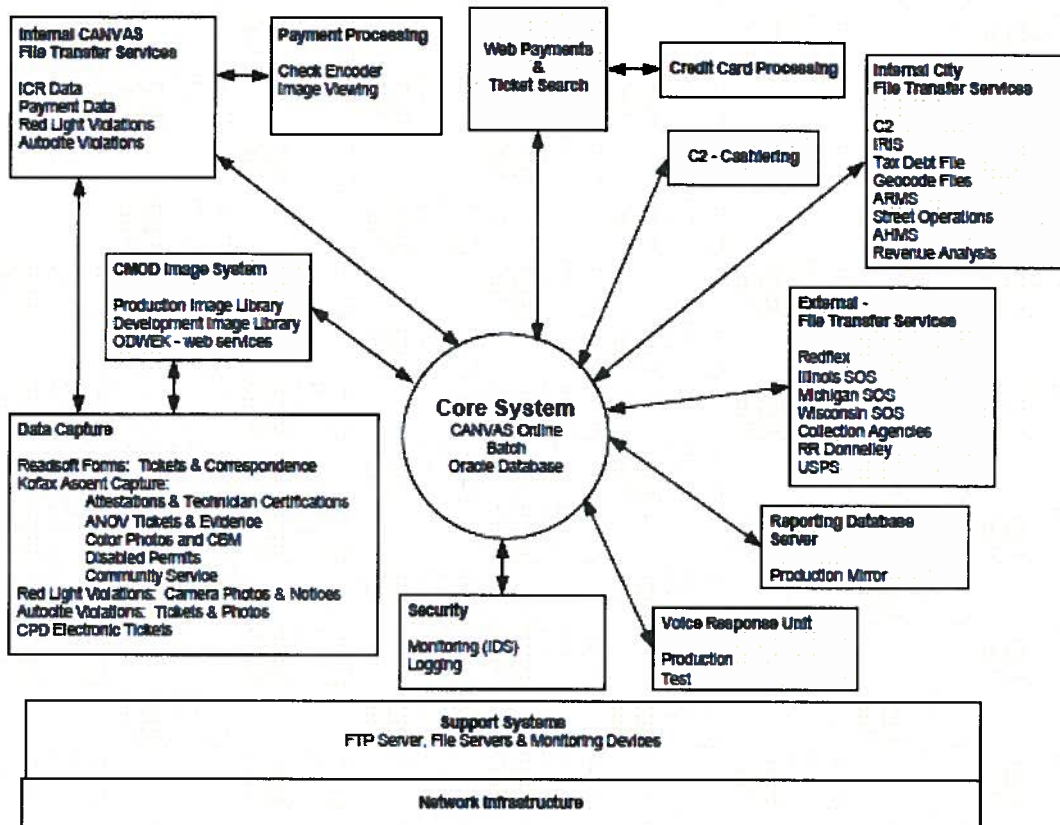 Internal CANVAS
File Transfer Services
ICR Data
Payment Data
Red Light Violations
Autocite Violations
Payment Processing
Check Encoder
Image Viewing
Web Payments
&
Ticket Search
Credit Card Processing
Internal City
File Transfer Services
C2
IRIS
Tax Debt File
Geocode Files
ARMS
Street Operations
AHMS
Revenue Analysis
C2 - Cashiering
CMOD Image System
Production Image Library
Development Image Library
ODWEK - web services
External -
File Transfer Services
Redflex
Illinois SOS
Michigan SOS
Wisconsin SOS
Collection Agencies
RR Donnelley
USPS
Core System
CANVAS Online
Batch
Oracle Database
Data Capture
Readsoft Forms: Tickets & Correspondence
Kofax Ascent Capture:
Attestations & Technician Certifications
ANOV Tickets & Evidence
Color Photos and CBM
Disabled Permits
Community Service
Red Light Violations: Camera Photos & Notices
Autocite Violations: Tickets & Photos
CPD Electronic Tickets
Reporting Database
Server
Production Mirror
Security
Monitoring (IDS)
Logging
Voice Response Unit
Production
Test
Support Systems
FTP Server, File Servers & Monitoring Devices
Network Infrastructure